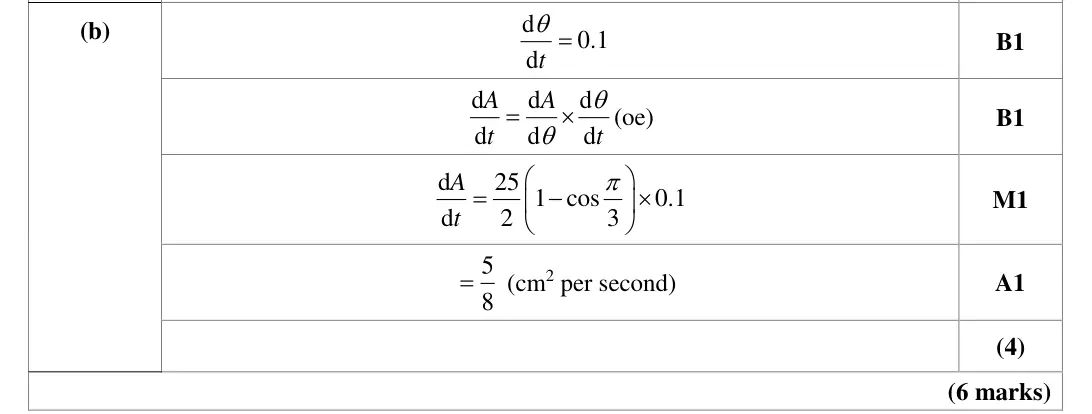 (b) dθ/dt = 0.1 B1
dA/dt = dA/dθ × dθ/dt (oe) B1
dA/dt = 25/2 (1 − cos π/3) × 0.1 M1
= 5/8 (cm² per second) A1
(4)
(6 marks)